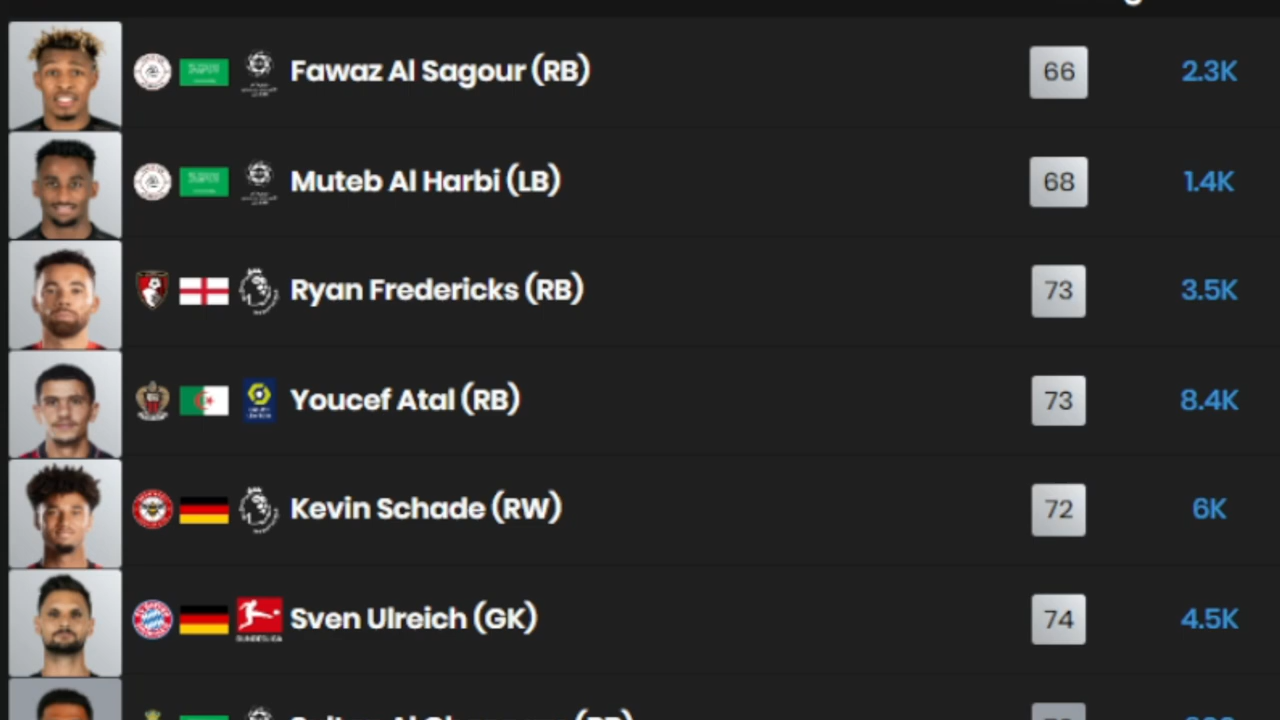 Fawaz Al Sagour (RB) 66 2.3K
Muteb Al Harbi (LB) 68 1.4K
Ryan Fredericks (RB) 73 3.5K
Youcef Atal (RB) 73 8.4K
Kevin Schade (RW) 72 6K
Sven Ulreich (GK) 74 4.5K